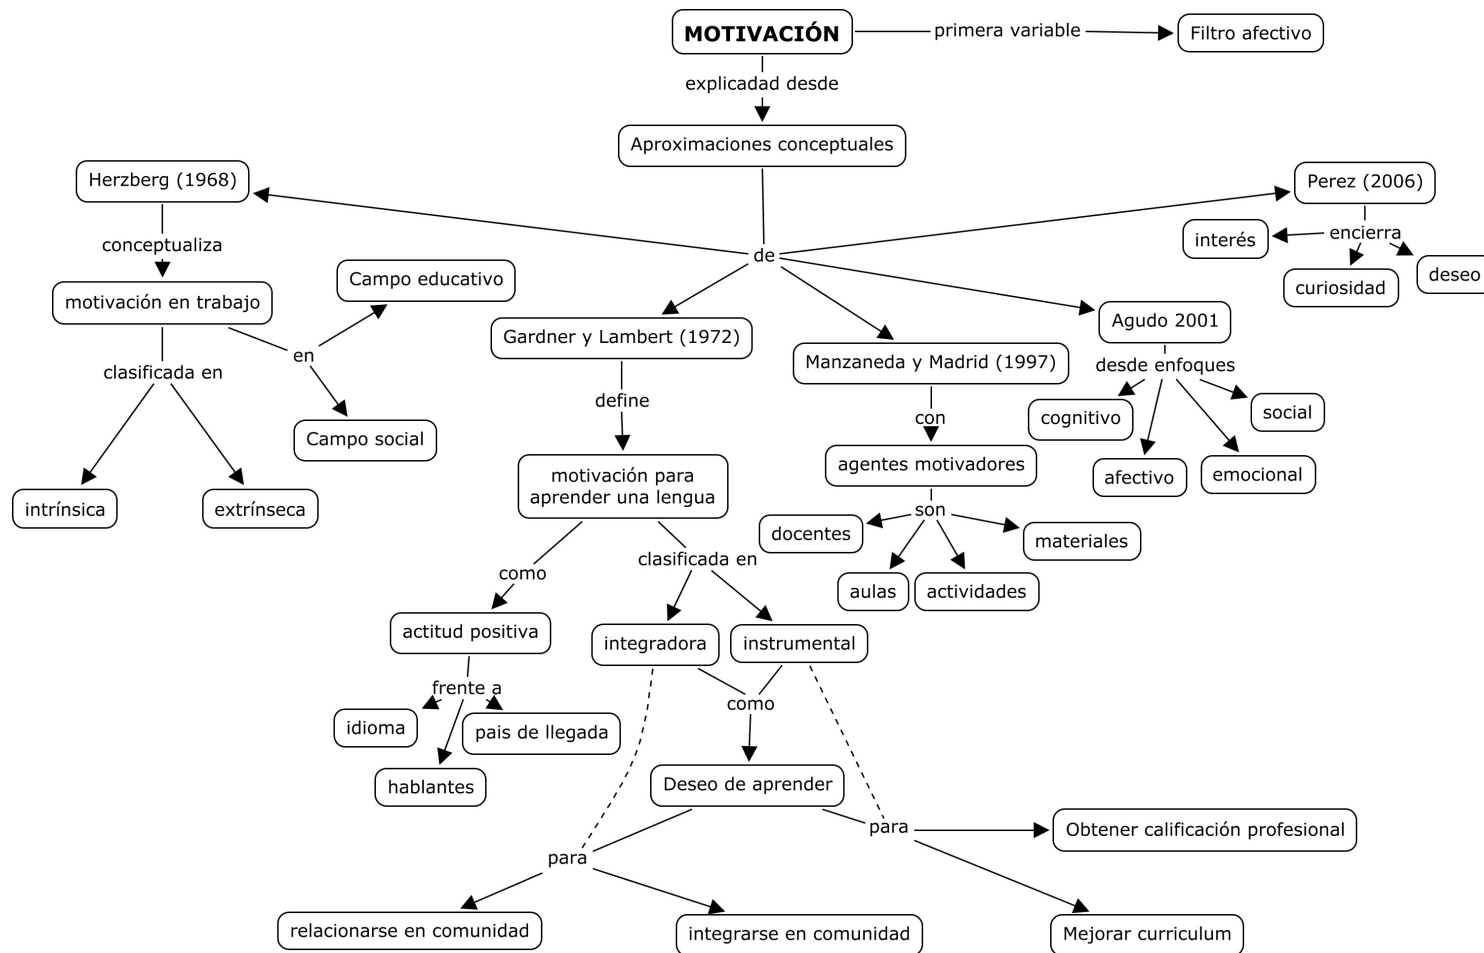 MOTIVACIÓN
primera variable
Filtro afectivo
explicadad desde
Aproximaciones conceptuales
Herzberg (1968)
Perez (2006)
conceptualiza
encierra
interés
curiosidad
deseo
de
motivación en trabajo
Campo educativo
en
Campo social
clasificada en
intrínsica
extrínseca
Gardner y Lambert (1972)
define
motivación para
aprender una lengua
como
actitud positiva
frente a
idioma
pais de llegada
hablantes
clasificada en
integradora
instrumental
como
Deseo de aprender
para
relacionarse en comunidad
integrarse en comunidad
para
Obtener calificación profesional
Mejorar curriculum
Manzaneda y Madrid (1997)
con
agentes motivadores
son
docentes
materiales
aulas
actividades
Agudo 2001
desde enfoques
cognitivo
social
afectivo
emocional